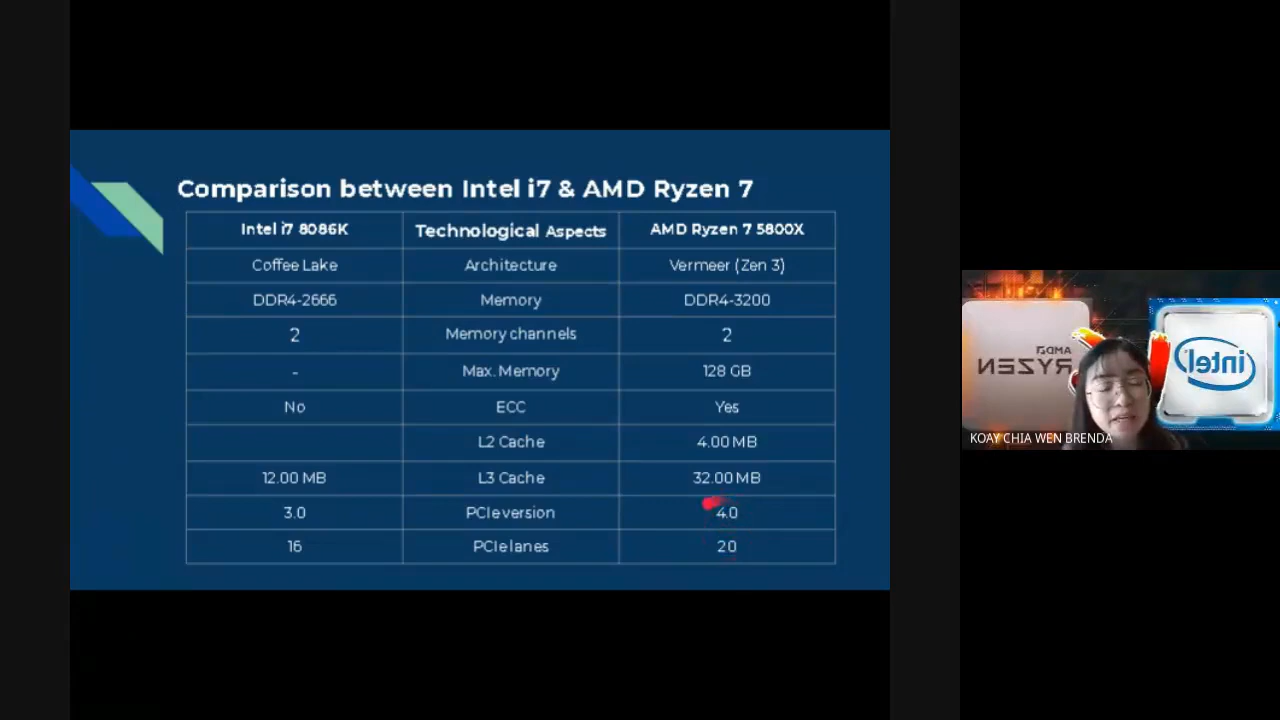 Comparison between Intel i7 & AMD Ryzen 7
Intel i7 8086K Technological Aspects AMD Ryzen 7 5800X
Coffee Lake Architecture Vermeer (Zen 3)
DDR4-2666 Memory DDR4-3200
2 Memory channels 2
- Max. Memory 128 GB
No ECC Yes
L2 Cache 4.00 MB
12.00 MB L3 Cache 32.00 MB
3.0 PCIe version 4.0
16 PCIe lanes 20
AMD
RYZEN
intel
KOAY CHIA WEN BRENDA